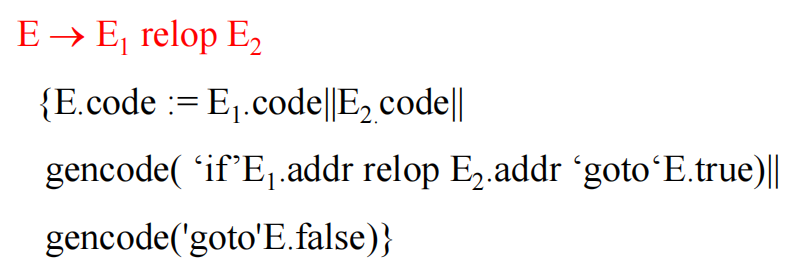 E → E₁ relop E₂
{E.code := E₁.code||E₂.code||
gencode( ‘if’E₁.addr relop E₂.addr ‘goto‘E.true)||
gencode('goto'E.false)}